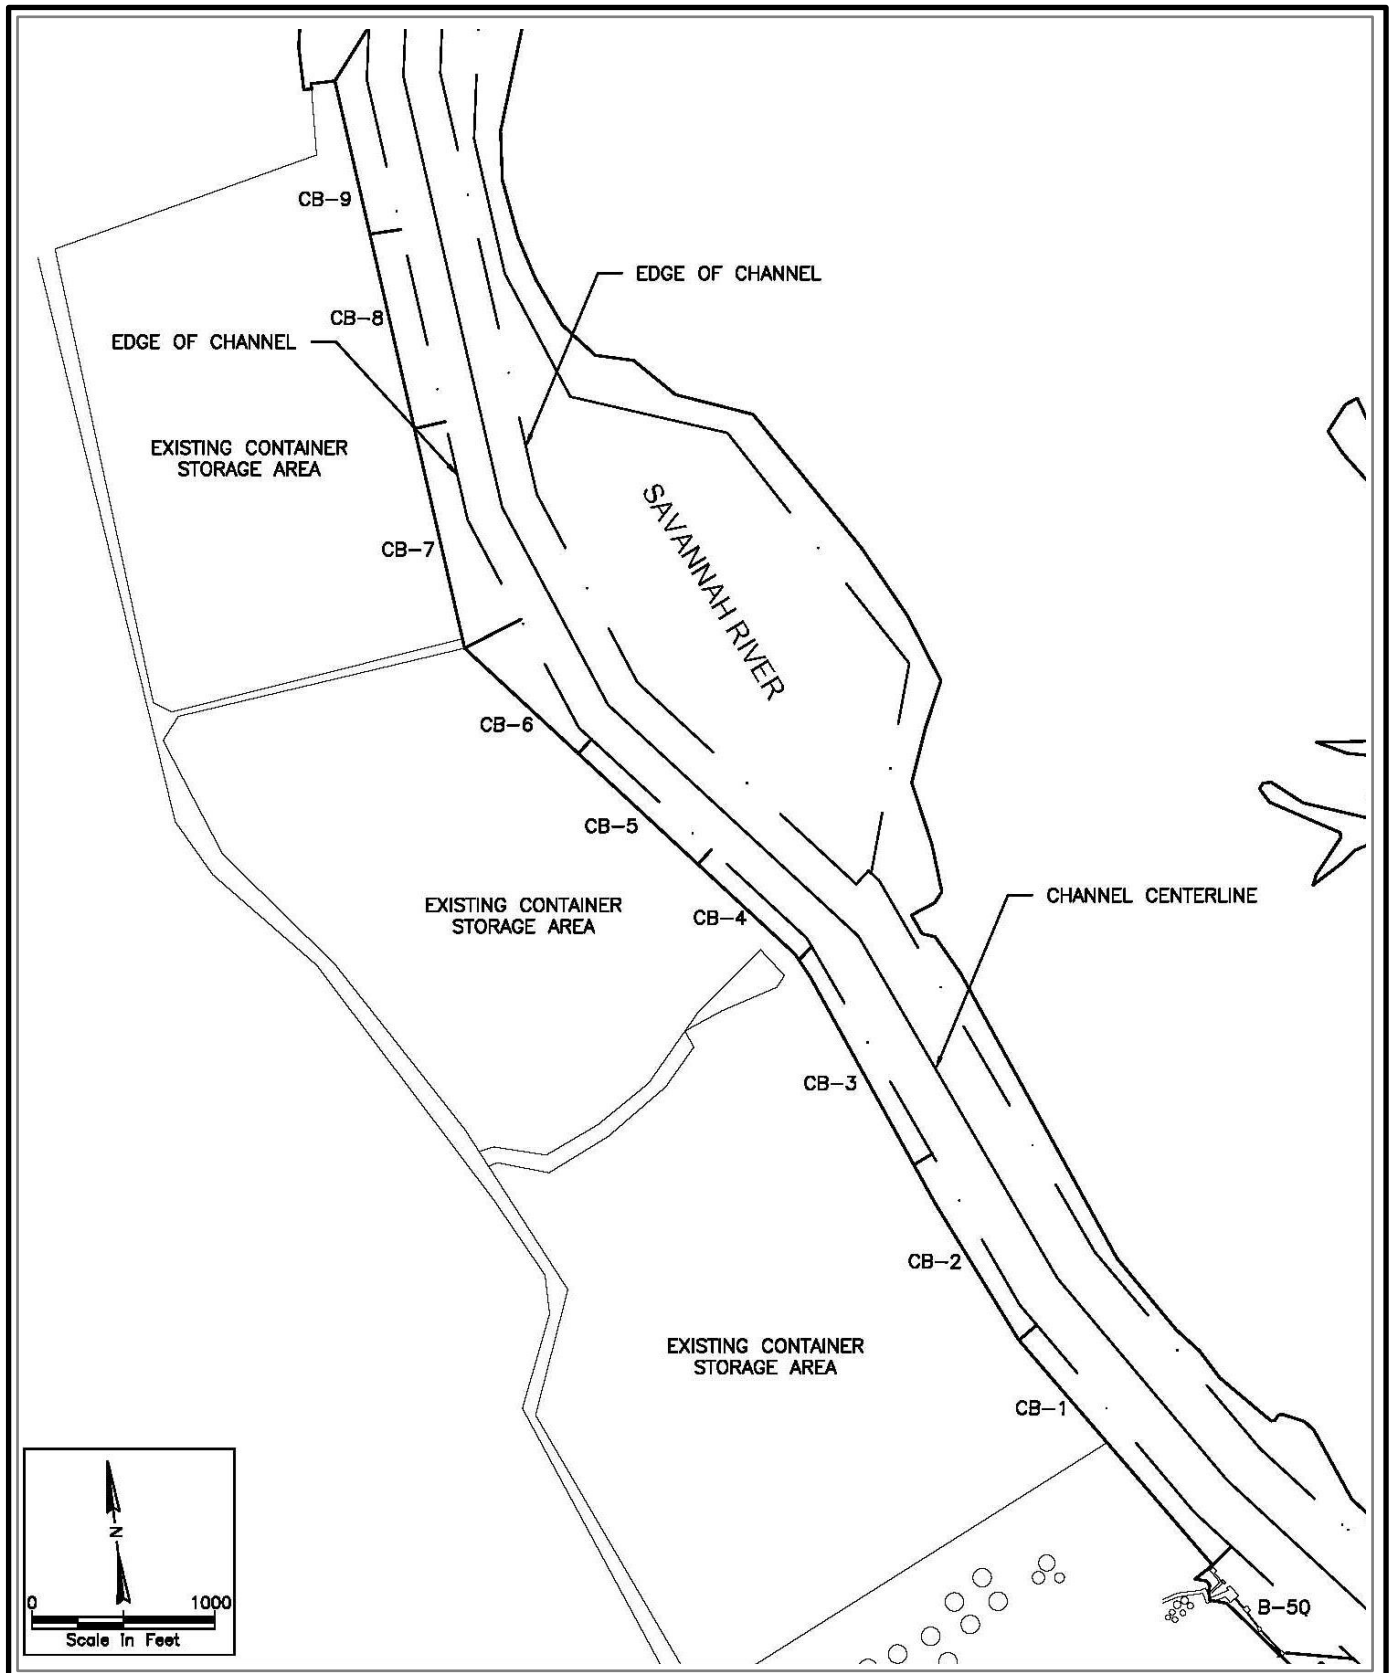 CB-9
EDGE OF CHANNEL
CB-8
EDGE OF CHANNEL
EXISTING CONTAINER
STORAGE AREA
SAVANNAH RIVER
CB-7
CB-6
CB-5
EXISTING CONTAINER
STORAGE AREA
CHANNEL CENTERLINE
CB-4
CB-3
CB-2
EXISTING CONTAINER
STORAGE AREA
CB-1
N
0 1000
Scale in Feet
B-50